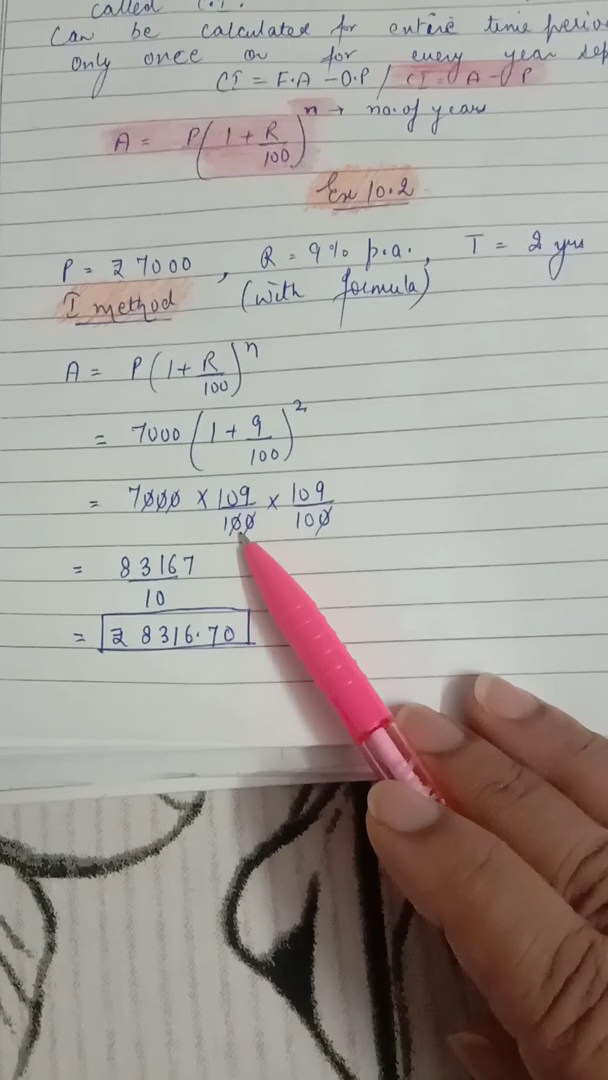 called C.I.
Can be calculated for entire time period
only once or for every year sep
CI = F.A - O.P / CI = A - P
A = P(1 + R/100)^n n → no. of years
Ex 10.2
P = ₹ 7000, R = 9% p.a., T = 2 yrs
I method (with formula)
A = P(1 + R/100)^n
= 7000(1 + 9/100)^2
= 7000 × 109/100 × 109/100
= 83167/10
= ₹ 8316.70